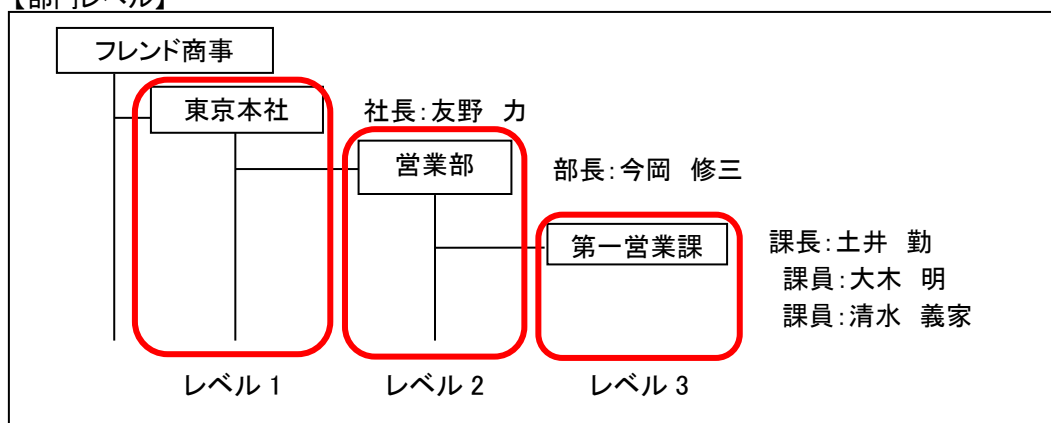 【部門レベル】
フレンド商事
東京本社
社長:友野 力
営業部
部長:今岡 修三
第一営業課
課長:土井 勤
課員:大木 明
課員:清水 義家
レベル 1
レベル 2
レベル 3